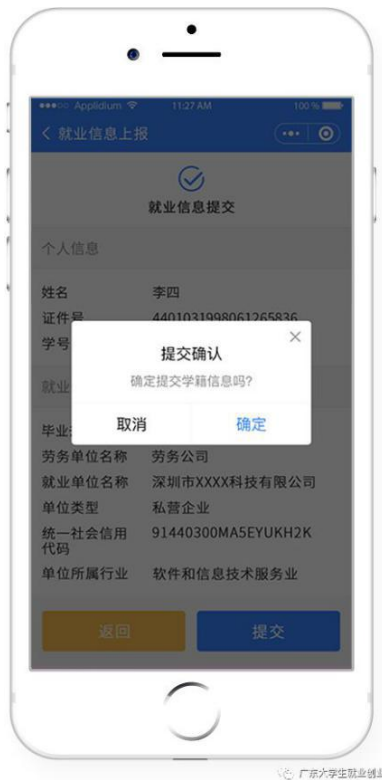 Applidium 11:27 AM 100 %
就业信息上报
就业信息提交
个人信息
姓名 李四
证件号 4401031998061265836
学号
提交确认
确定提交学籍信息吗?
取消 确定
就业
毕业
劳务单位名称 劳务公司
就业单位名称 深圳市XXXX科技有限公司
单位类型 私营企业
统一社会信用 91440300MA5EYUKH2K
代码
单位所属行业 软件和信息技术服务业
返回 提交
广东大学生就业创业